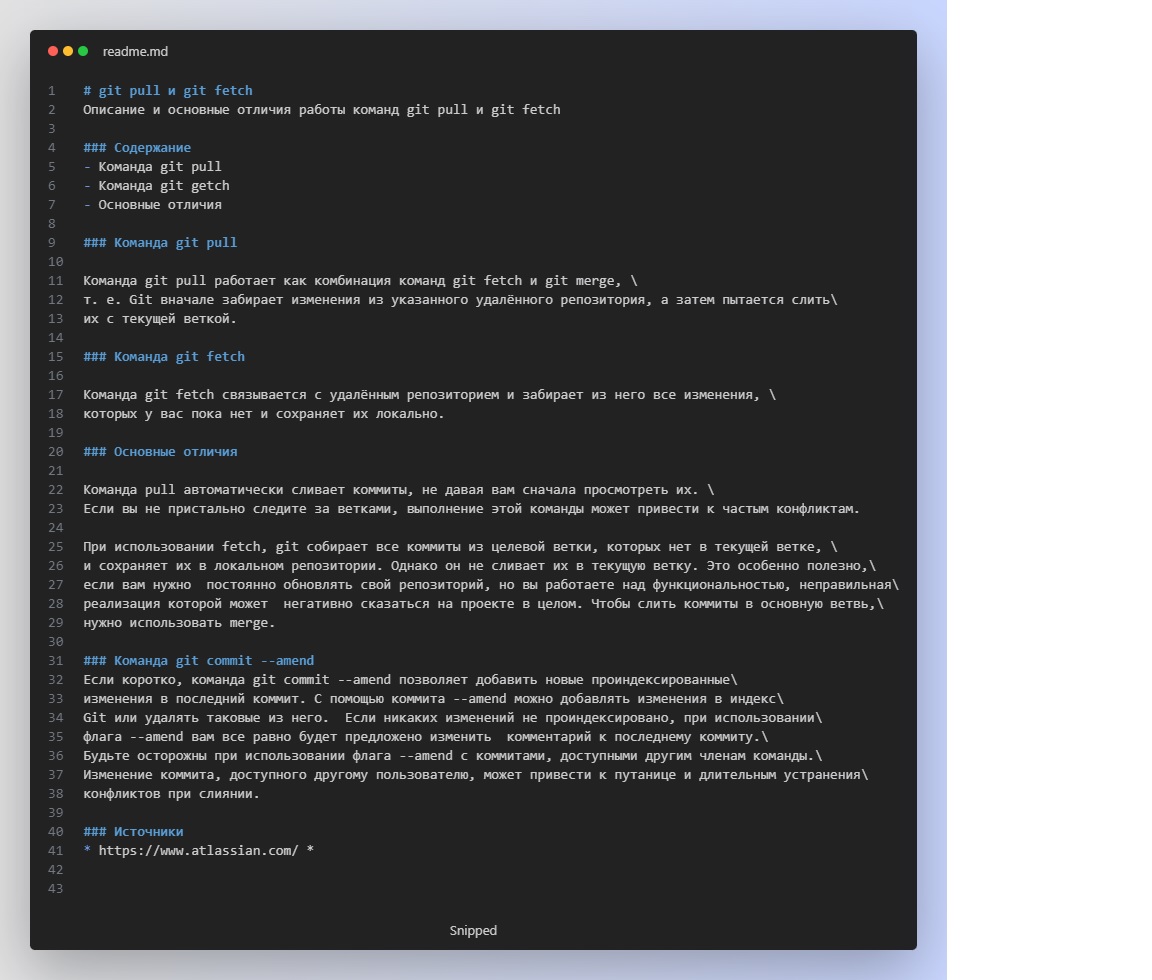 readme.md
1 # git pull и git fetch
2 Описание и основные отличия работы команд git pull и git fetch
3
4 ### Содержание
5 - Команда git pull
6 - Команда git getch
7 - Основные отличия
8
9 ### Команда git pull
10
11 Команда git pull работает как комбинация команд git fetch и git merge, \
12 т. е. Git вначале забирает изменения из указанного удалённого репозитория, а затем пытается слить\
13 их с текущей веткой.
14
15 ### Команда git fetch
16
17 Команда git fetch связывается с удалённым репозиторием и забирает из него все изменения, \
18 которых у вас пока нет и сохраняет их локально.
19
20 ### Основные отличия
21
22 Команда pull автоматически сливает коммиты, не давая вам сначала просмотреть их. \
23 Если вы не пристально следите за ветками, выполнение этой команды может привести к частым конфликтам.
24
25 При использовании fetch, git собирает все коммиты из целевой ветки, которых нет в текущей ветке, \
26 и сохраняет их в локальном репозитории. Однако он не сливает их в текущую ветку. Это особенно полезно,\
27 если вам нужно  постоянно обновлять свой репозиторий, но вы работаете над функциональностью, неправильная\
28 реализация которой может  негативно сказаться на проекте в целом. Чтобы слить коммиты в основную ветвь,\
29 нужно использовать merge.
30
31 ### Команда git commit --amend
32 Если коротко, команда git commit --amend позволяет добавить новые проиндексированные\
33 изменения в последний коммит. С помощью коммита --amend можно добавлять изменения в индекс\
34 Git или удалять таковые из него.  Если никаких изменений не проиндексировано, при использовании\
35 флага --amend вам все равно будет предложено изменить  комментарий к последнему коммиту.\
36 Будьте осторожны при использовании флага --amend с коммитами, доступными другим членам команды.\
37 Изменение коммита, доступного другому пользователю, может привести к путанице и длительным устранения\
38 конфликтов при слиянии.
39
40 ### Источники
41 * https://www.atlassian.com/ *
42
43
Snipped